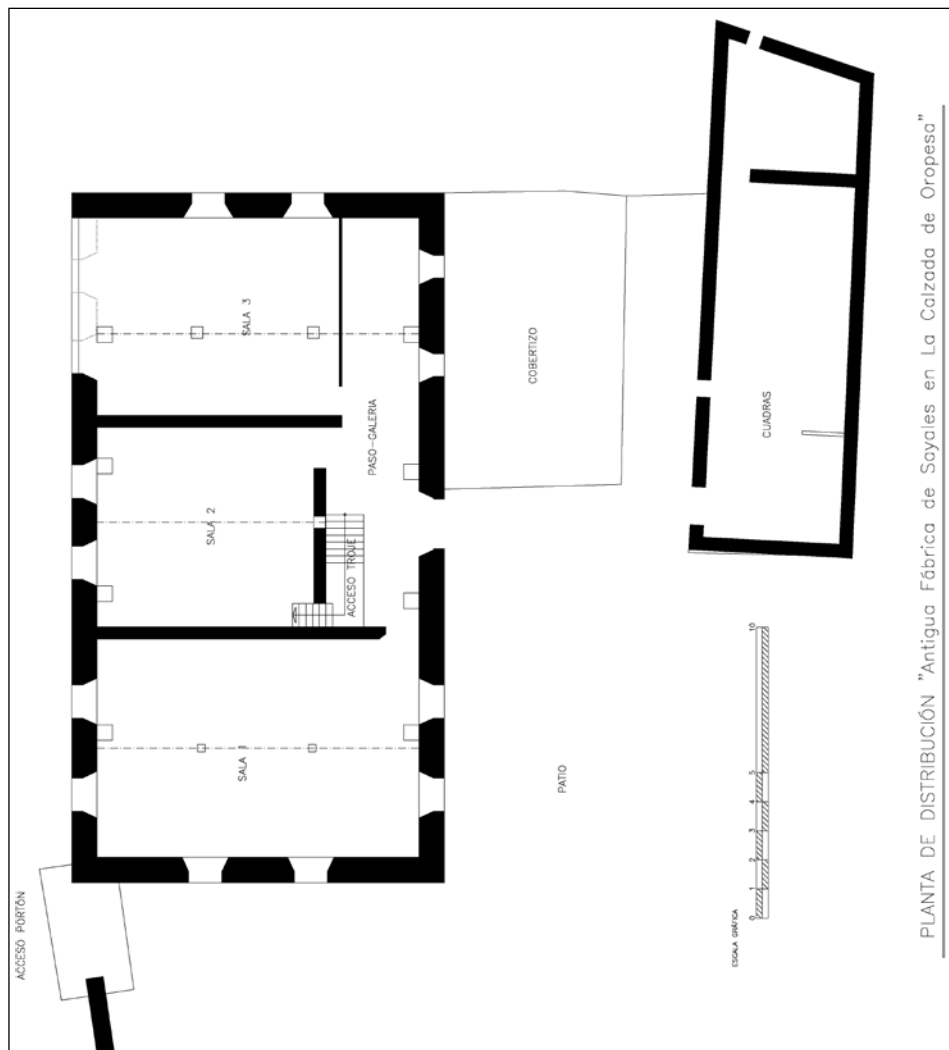 ACCESO PORTÓN
SALA 1
SALA 2
SALA 3
ACCESO TROJE
PASO-GALERIA
PATIO
COBERTIZO
CUADRAS
ESCALA GRÁFICA
0 1 2 3 4 5 10
PLANTA DE DISTRIBUCIÓN "Antigua Fábrica de Sayales en La Calzada de Oropesa"